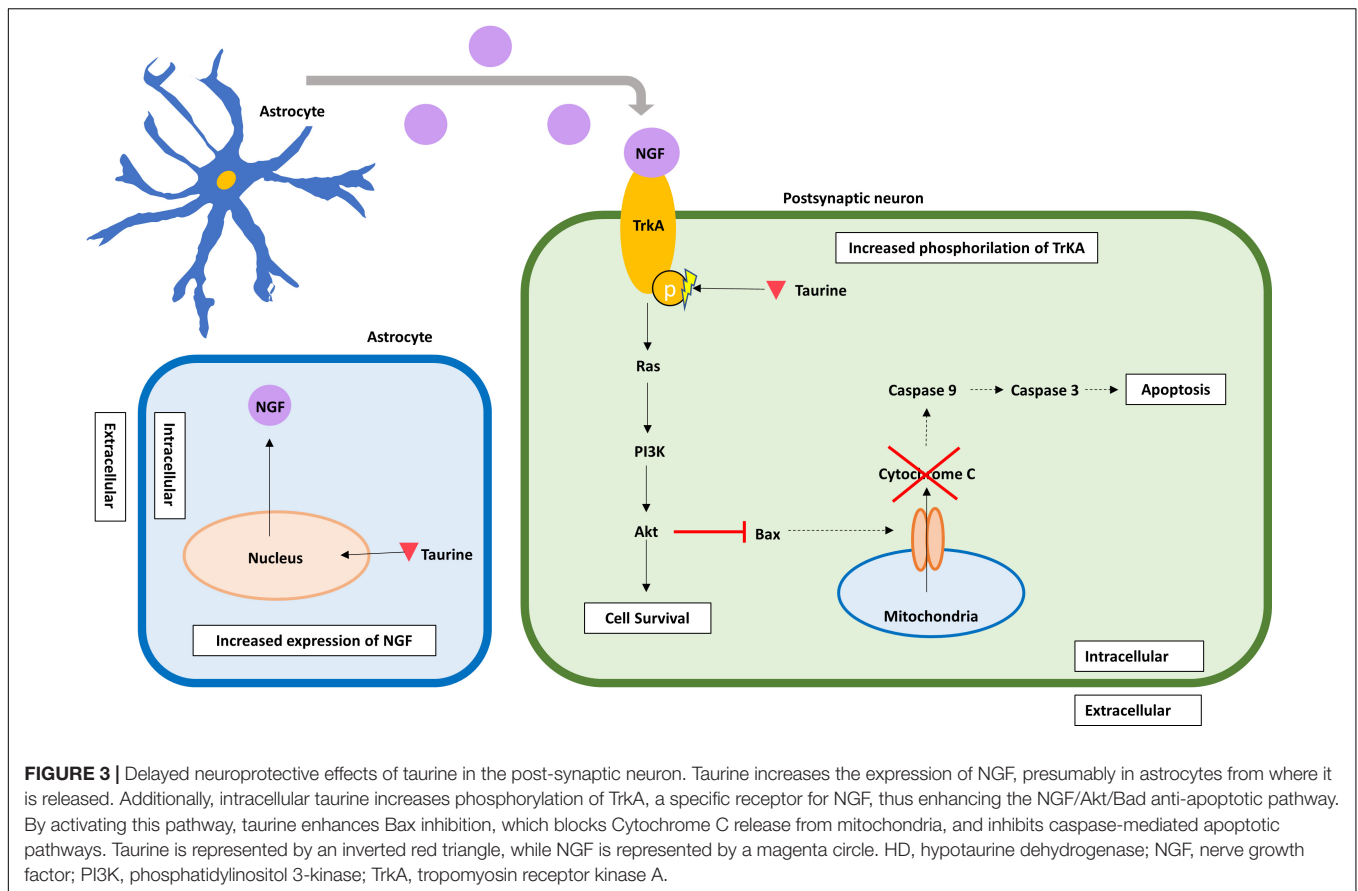 Astrocyte
NGF
TrkA
Postsynaptic neuron
Increased phosphorilation of TrKA
p
Taurine
Ras
PI3K
Akt
Bax
Cell Survival
Caspase 9
Caspase 3
Apoptosis
Cytochrome C
Mitochondria
Intracellular
Extracellular
Astrocyte
Extracellular
Intracellular
NGF
Nucleus
Taurine
Increased expression of NGF
FIGURE 3 | Delayed neuroprotective effects of taurine in the post-synaptic neuron. Taurine increases the expression of NGF, presumably in astrocytes from where it
is released. Additionally, intracellular taurine increases phosphorylation of TrkA, a specific receptor for NGF, thus enhancing the NGF/Akt/Bad anti-apoptotic pathway.
By activating this pathway, taurine enhances Bax inhibition, which blocks Cytochrome C release from mitochondria, and inhibits caspase-mediated apoptotic
pathways. Taurine is represented by an inverted red triangle, while NGF is represented by a magenta circle. HD, hypotaurine dehydrogenase; NGF, nerve growth
factor; PI3K, phosphatidylinositol 3-kinase; TrkA, tropomyosin receptor kinase A.